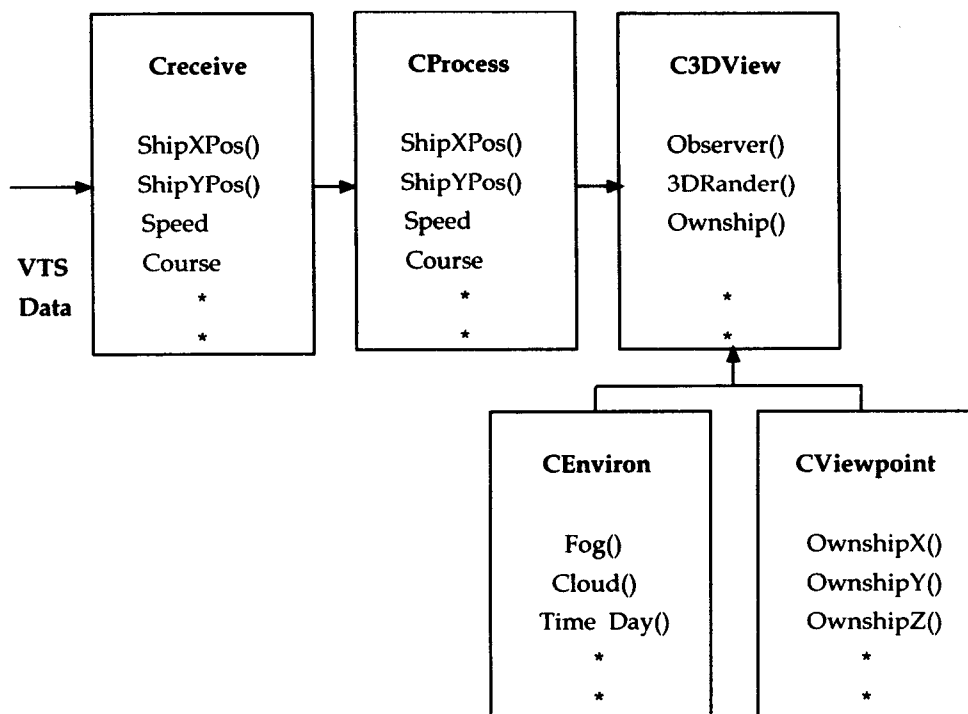 VTS
Data
Creceive
ShipXPos()
ShipYPos()
Speed
Course
*
*
CProcess
ShipXPos()
ShipYPos()
Speed
Course
*
*
C3DView
Observer()
3DRander()
Ownship()
*
*
CEnviron
Fog()
Cloud()
Time Day()
*
*
CViewpoint
OwnshipX()
OwnshipY()
OwnshipZ()
*
*